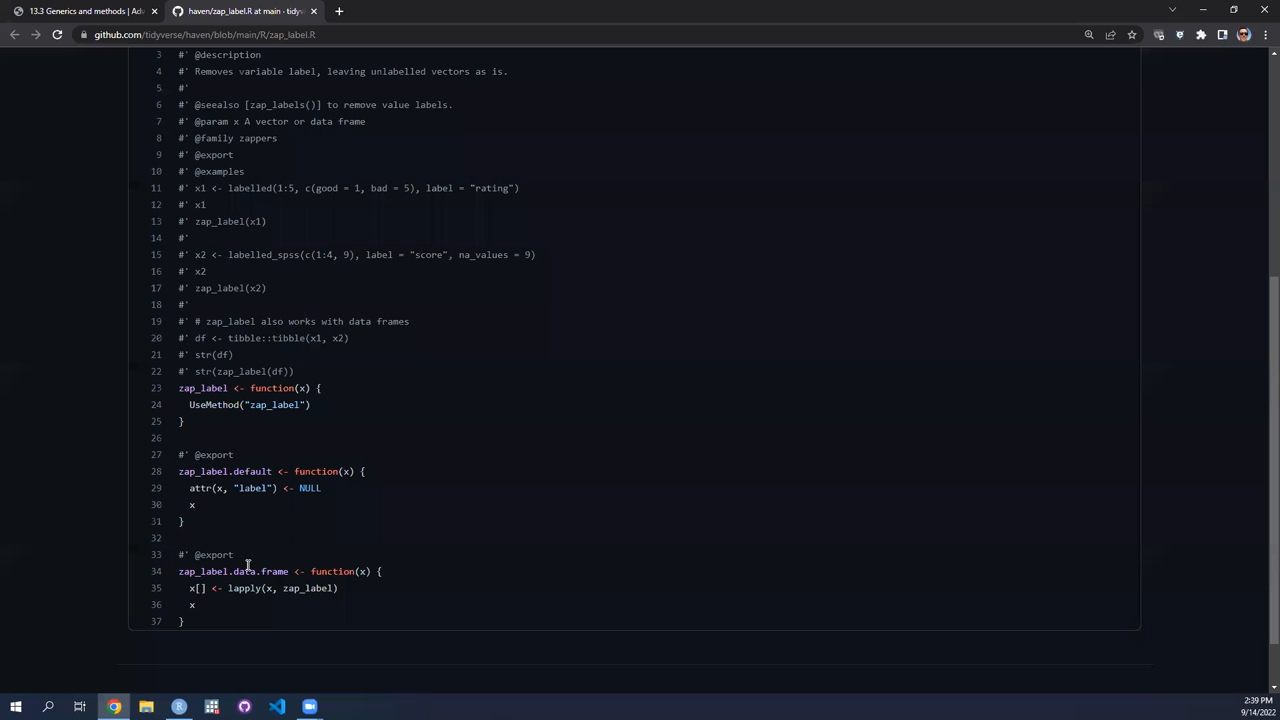 13.3 Generics and methods | Adv
haven/zap_label.R at main · tidyve
github.com/tidyverse/haven/blob/main/R/zap_label.R
3 #' @description
4 #' Removes variable label, leaving unlabelled vectors as is.
5 #'
6 #' @seealso [zap_labels()] to remove value labels.
7 #' @param x A vector or data frame
8 #' @family zappers
9 #' @export
10 #' @examples
11 #' x1 <- labelled(1:5, c(good = 1, bad = 5), label = "rating")
12 #' x1
13 #' zap_label(x1)
14 #'
15 #' x2 <- labelled_spss(c(1:4, 9), label = "score", na_values = 9)
16 #' x2
17 #' zap_label(x2)
18 #'
19 #' # zap_label also works with data frames
20 #' df <- tibble::tibble(x1, x2)
21 #' str(df)
22 #' str(zap_label(df))
23 zap_label <- function(x) {
24 UseMethod("zap_label")
25 }
26
27 #' @export
28 zap_label.default <- function(x) {
29 attr(x, "label") <- NULL
30 x
31 }
32
33 #' @export
34 zap_label.data.frame <- function(x) {
35 x[] <- lapply(x, zap_label)
36 x
37 }
2:39 PM
9/14/2022